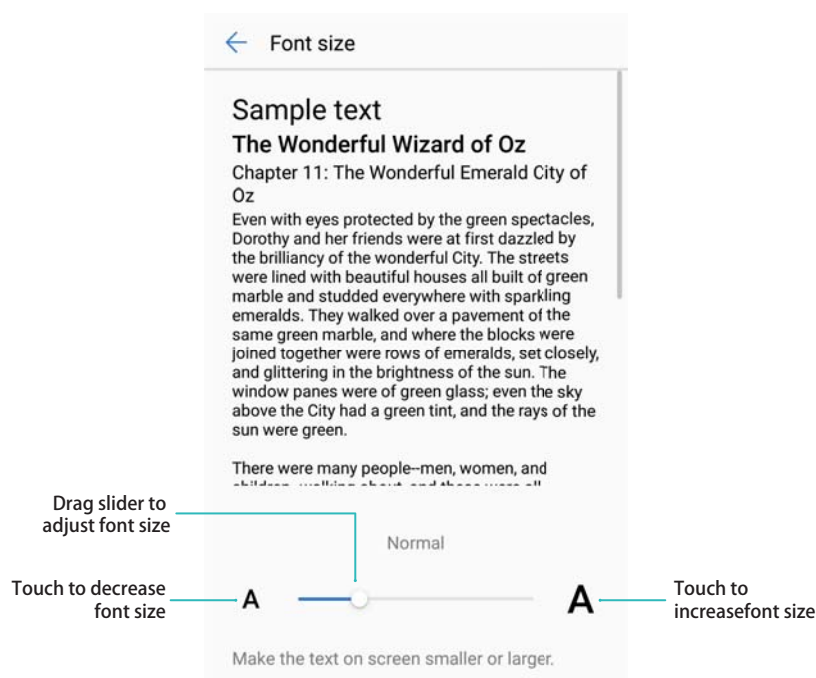 Font size
Sample text
The Wonderful Wizard of Oz
Chapter 11: The Wonderful Emerald City of
Oz
Even with eyes protected by the green spectacles,
Dorothy and her friends were at first dazzled by
the brilliancy of the wonderful City. The streets
were lined with beautiful houses all built of green
marble and studded everywhere with sparkling
emeralds. They walked over a pavement of the
same green marble, and where the blocks were
joined together were rows of emeralds, set closely,
and glittering in the brightness of the sun. The
window panes were of green glass; even the sky
above the City had a green tint, and the rays of the
sun were green.
There were many people--men, women, and
children, walking about, and these were all
Drag slider to
adjust font size
Normal
Touch to decrease
font size
A
A
Touch to
increasefont size
Make the text on screen smaller or larger.